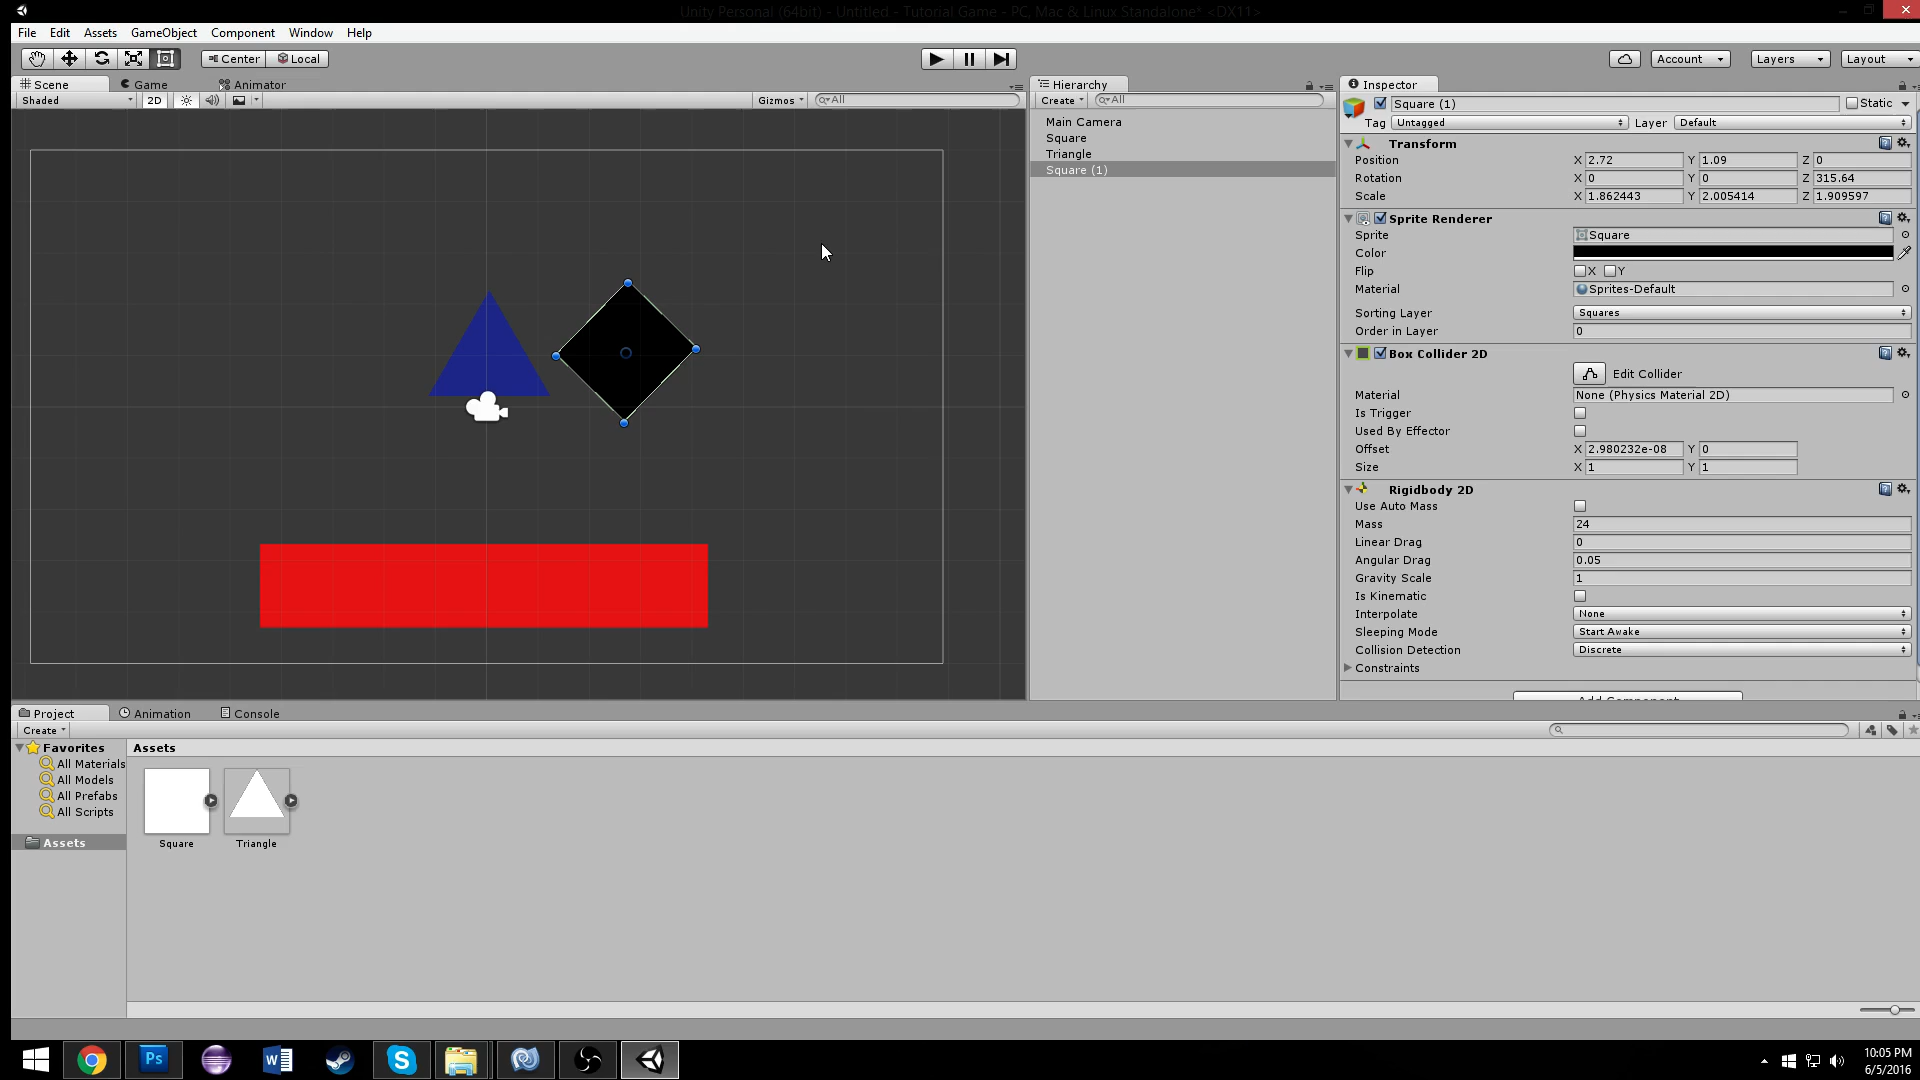 Unity Personal (64bit) - Untitled - Tutorial Game - PC, Mac & Linux Standalone* <DX11>
File Edit Assets GameObject Component Window Help
Center Local Account Layers Layout
Scene Game Animator
Shaded 2D Gizmos All
Hierarchy
Create All
Main Camera
Square
Triangle
Square (1)
Inspector
Square (1) Static
Tag Untagged Layer Default
Transform
Position X 2.72 Y 1.09 Z 0
Rotation X 0 Y 0 Z 315.64
Scale X 1.862443 Y 2.005414 Z 1.909597
Sprite Renderer
Sprite Square
Color
Flip X Y
Material Sprites-Default
Sorting Layer Squares
Order in Layer 0
Box Collider 2D
Edit Collider
Material None (Physics Material 2D)
Is Trigger
Used By Effector
Offset X 2.980232e-08 Y 0
Size X 1 Y 1
Rigidbody 2D
Use Auto Mass
Mass 24
Linear Drag 0
Angular Drag 0.05
Gravity Scale 1
Is Kinematic
Interpolate None
Sleeping Mode Start Awake
Collision Detection Discrete
Constraints
Add Component
Project Animation Console
Create
Favorites
All Materials
All Models
All Prefabs
All Scripts
Assets
Assets
Square
Triangle
Ps
10:05 PM
6/5/2016